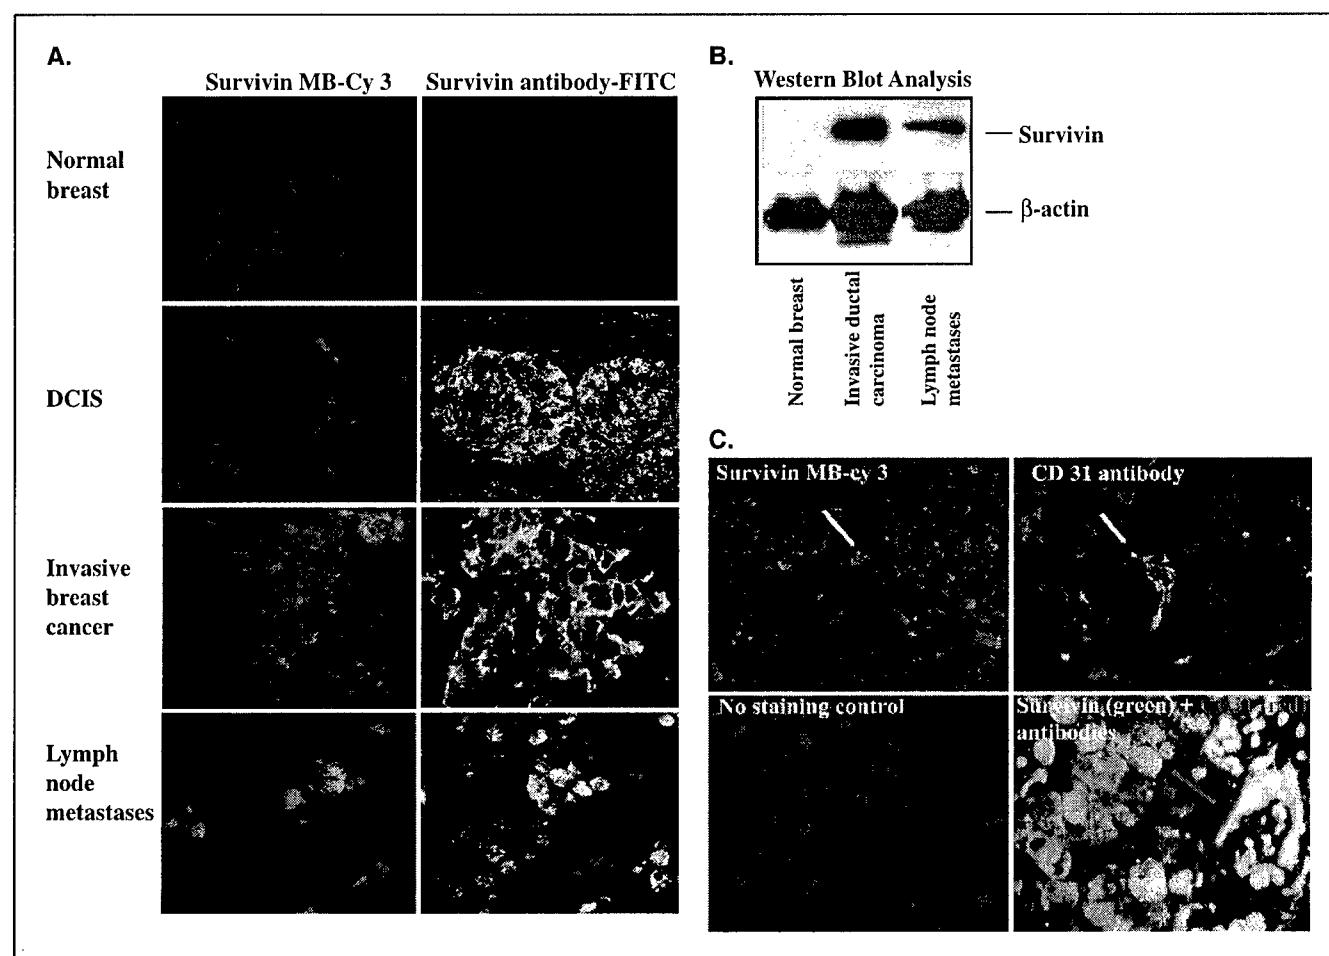 A.
Survivin MB-Cy 3
Survivin antibody-FITC
Normal
breast
DCIS
Invasive
breast
cancer
Lymph
node
metastases
B.
Western Blot Analysis
Survivin
β-actin
Normal breast
Invasive ductal
carcinoma
Lymph node
metastases
C.
Survivin MB-cy 3
CD 31 antibody
No staining control
Survivin (green) +
antibodies